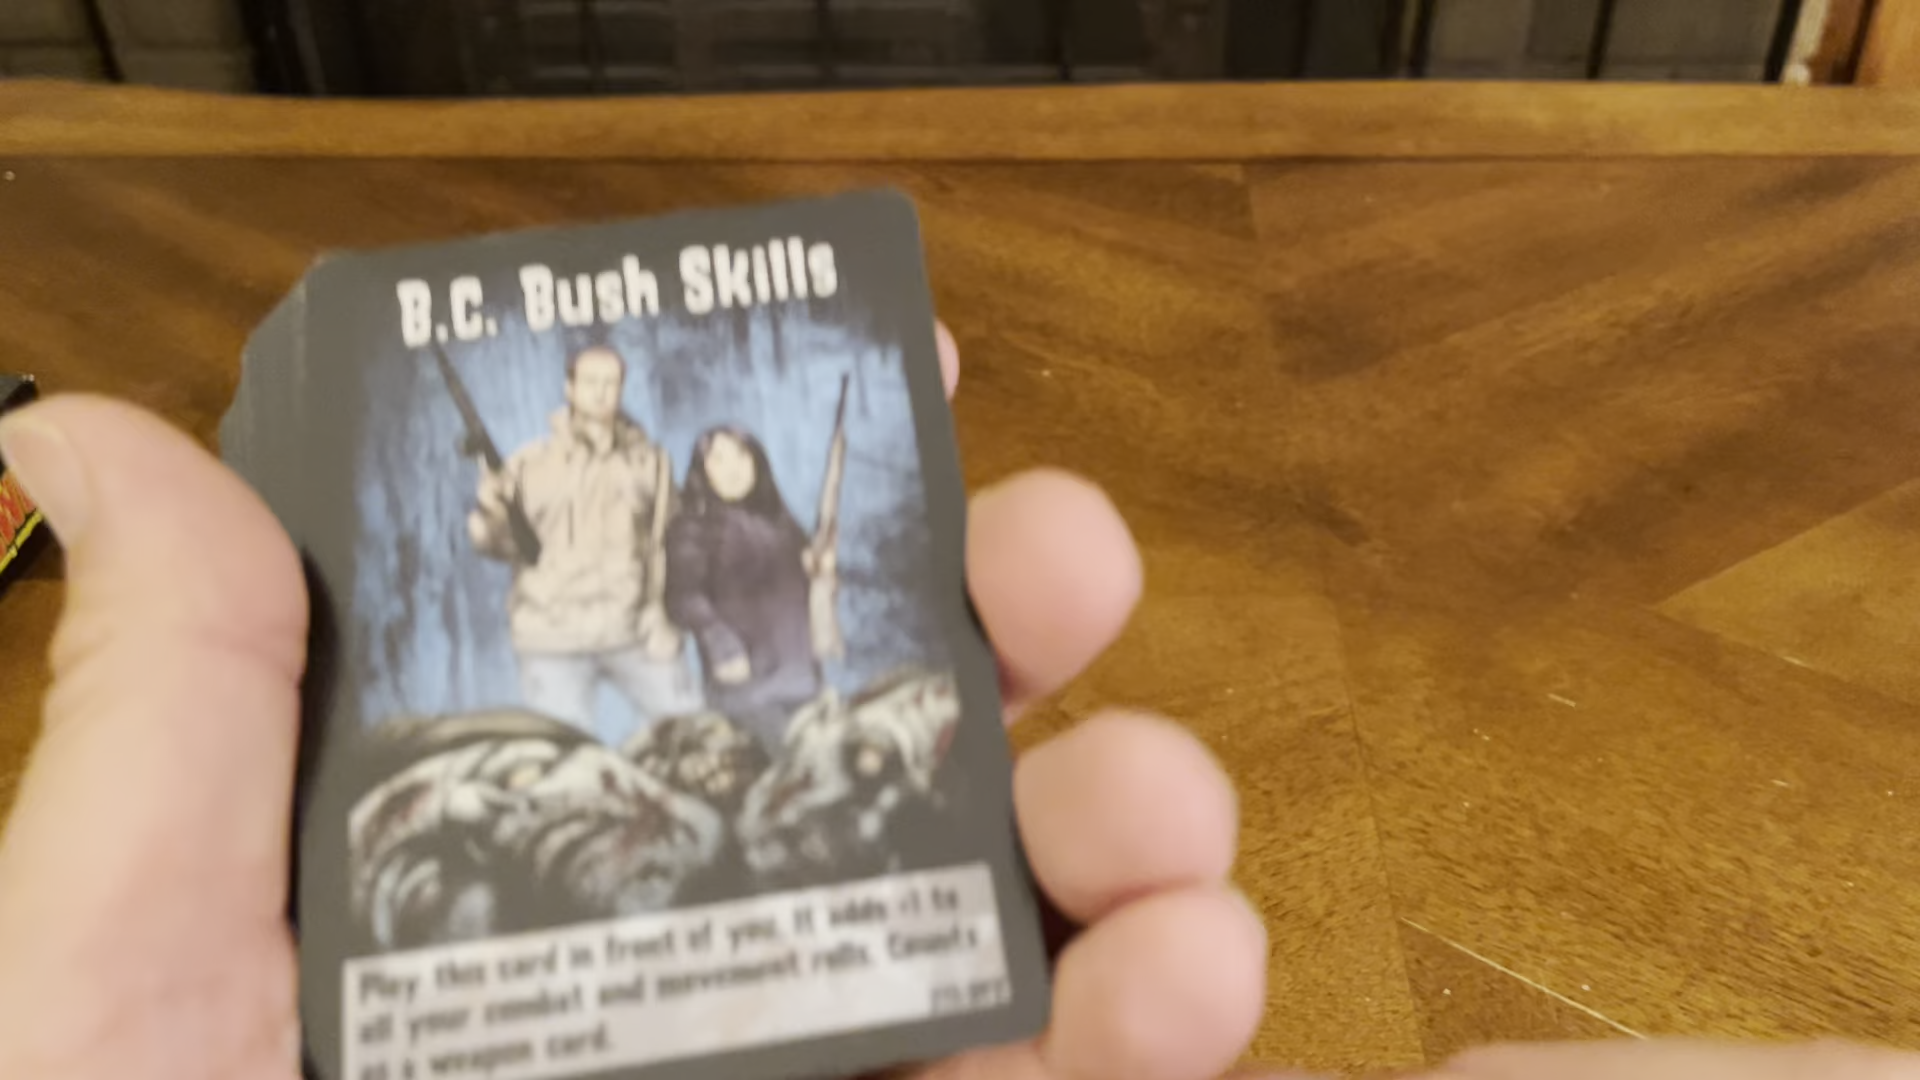 B.C. Bush Skills
Play this card in front of you. It adds +1 to
all your combat and movement rolls. Counts
as a weapon card.